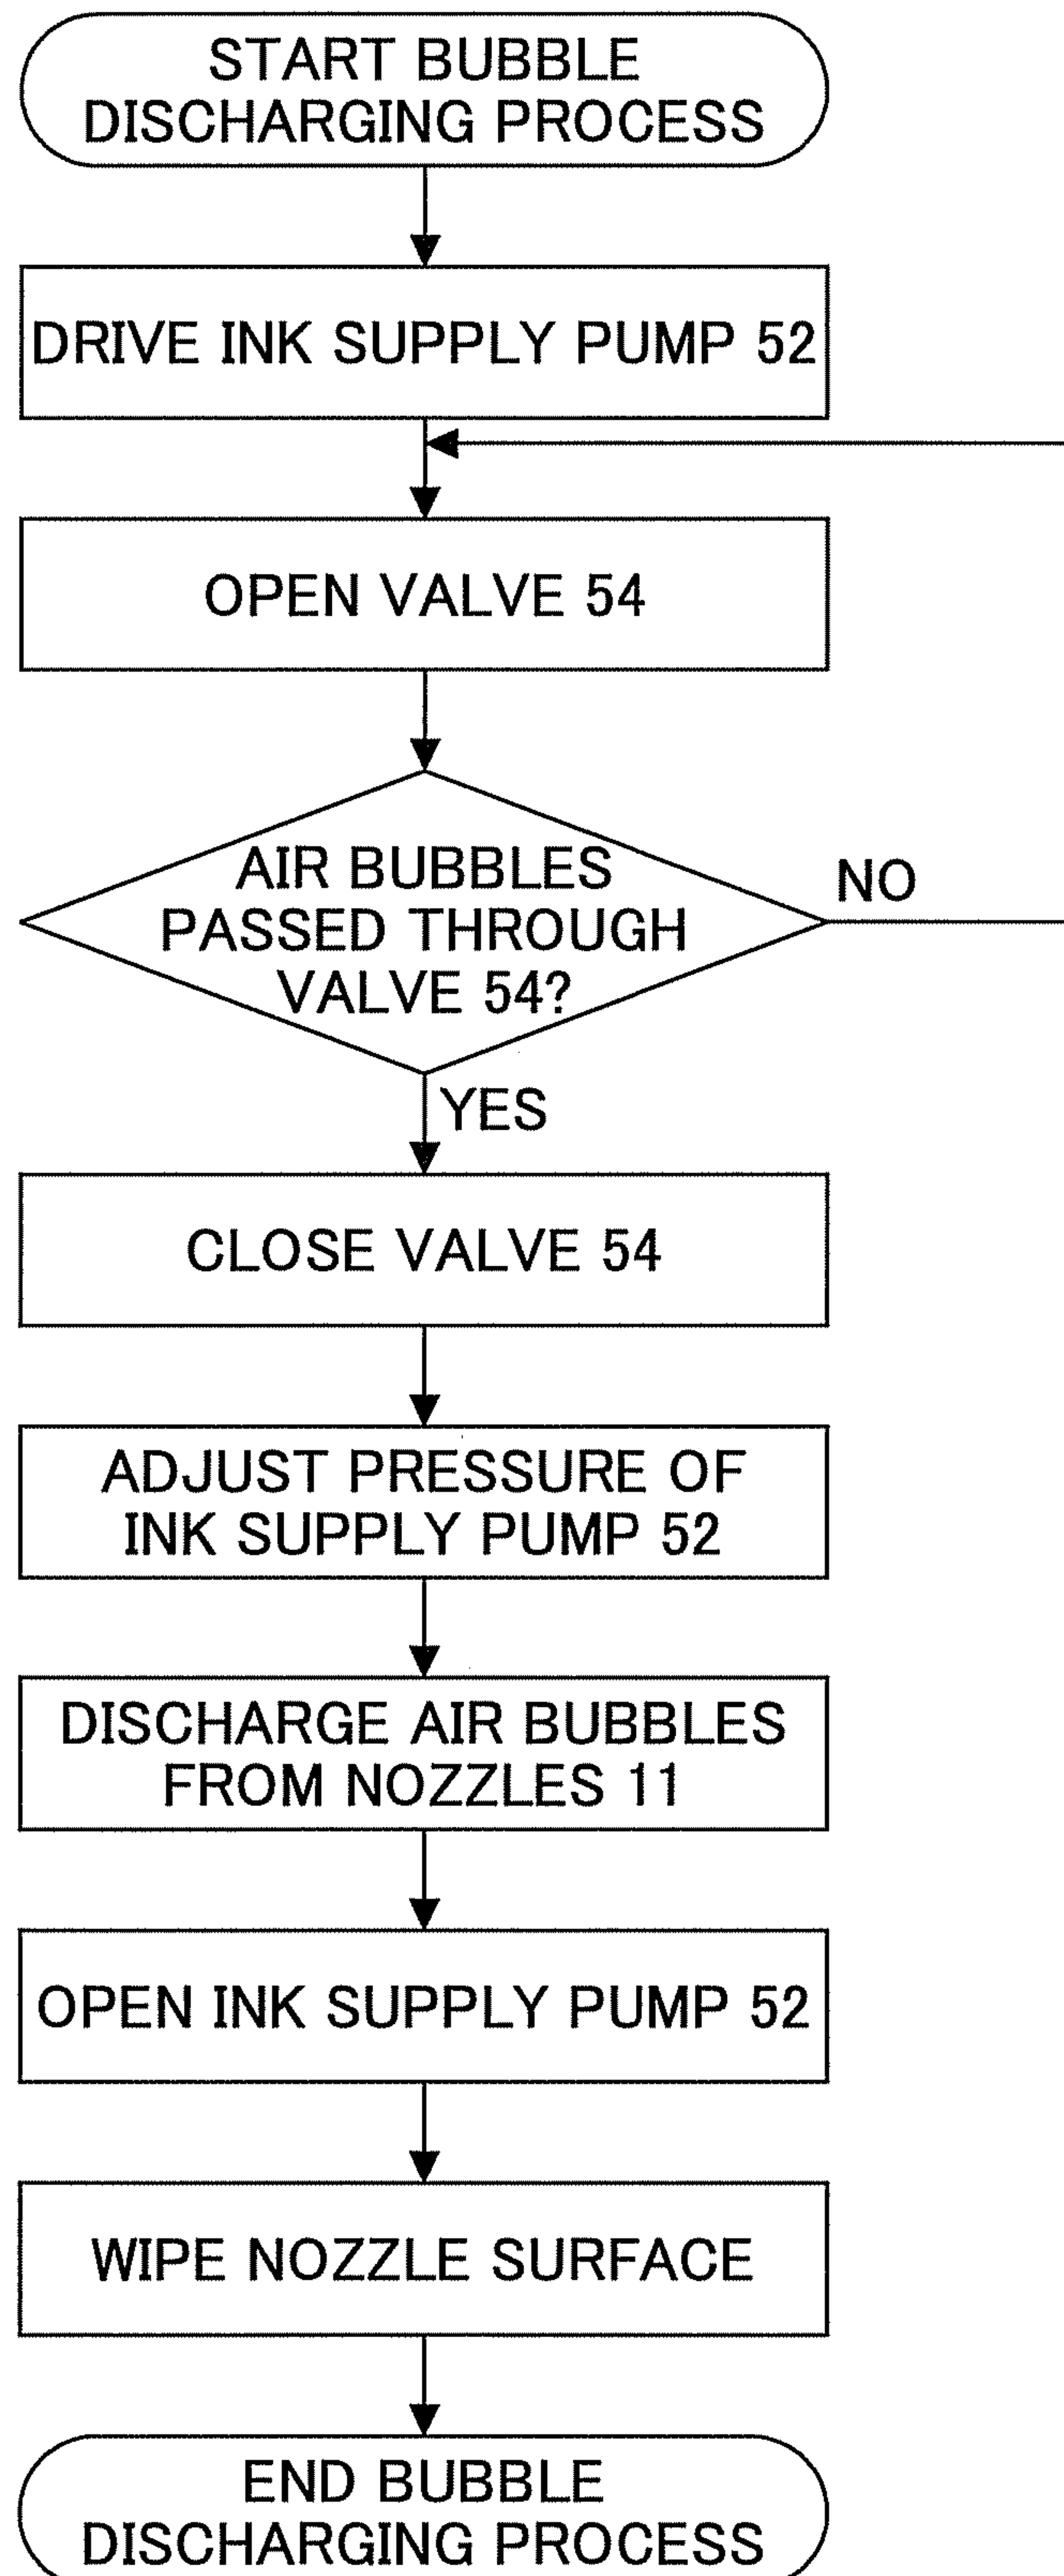 START BUBBLE
DISCHARGING PROCESS
DRIVE INK SUPPLY PUMP 52
OPEN VALVE 54
AIR BUBBLES
PASSED THROUGH
VALVE 54?
NO
YES
CLOSE VALVE 54
ADJUST PRESSURE OF
INK SUPPLY PUMP 52
DISCHARGE AIR BUBBLES
FROM NOZZLES 11
OPEN INK SUPPLY PUMP 52
WIPE NOZZLE SURFACE
END BUBBLE
DISCHARGING PROCESS